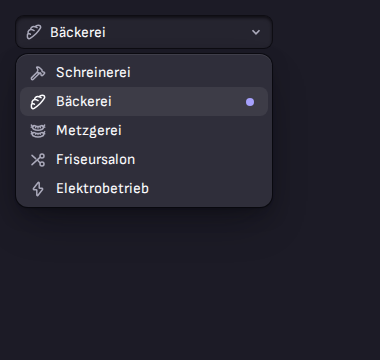 Bäckerei
Schreinerei
Bäckerei
Metzgerei
Friseursalon
Elektrobetrieb